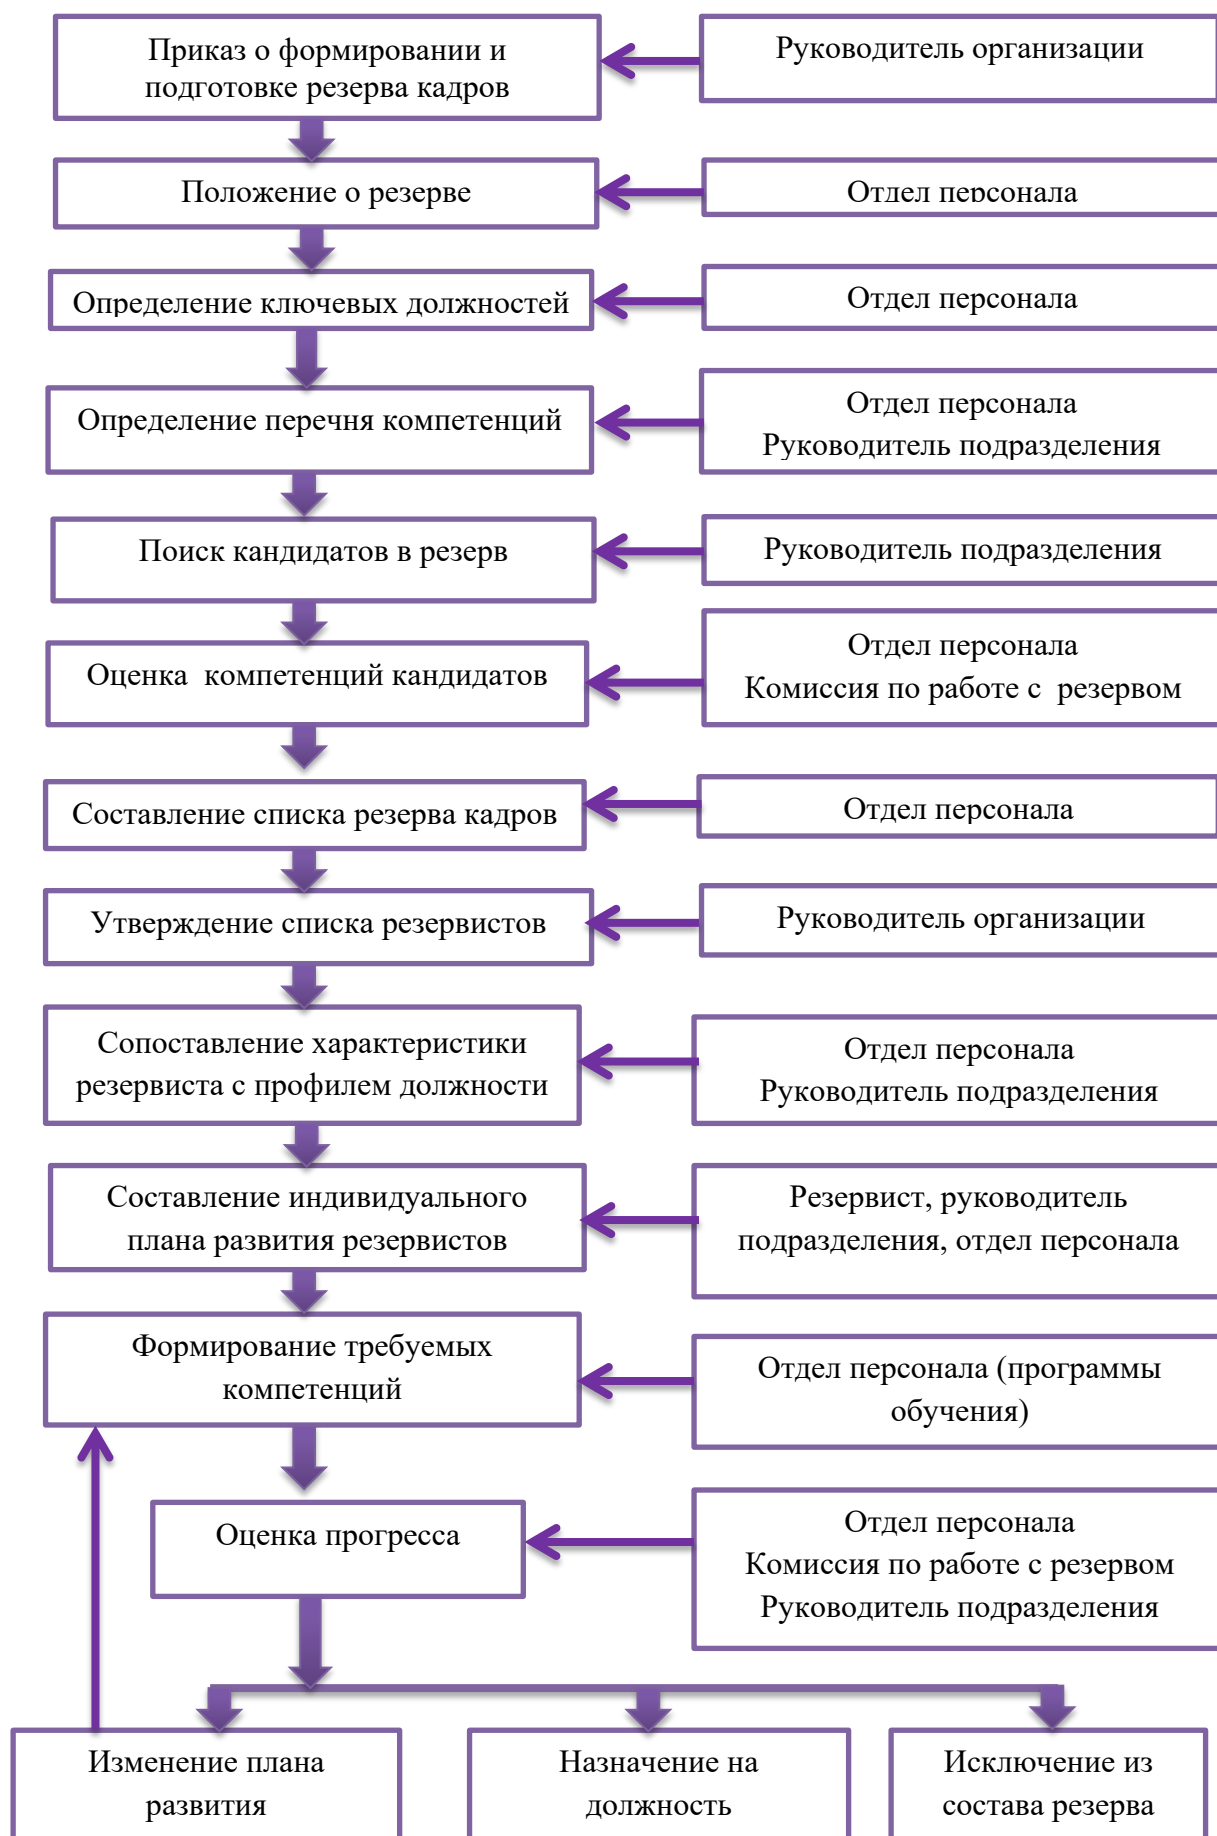 Приказ о формировании и
подготовке резерва кадров
Руководитель организации
Положение о резерве
Отдел персонала
Определение ключевых должностей
Отдел персонала
Определение перечня компетенций
Отдел персонала
Руководитель подразделения
Поиск кандидатов в резерв
Руководитель подразделения
Оценка  компетенций кандидатов
Отдел персонала
Комиссия по работе с  резервом
Составление списка резерва кадров
Отдел персонала
Утверждение списка резервистов
Руководитель организации
Сопоставление характеристики
резервиста с профилем должности
Отдел персонала
Руководитель подразделения
Составление индивидуального
плана развития резервистов
Резервист, руководитель
подразделения, отдел персонала
Формирование требуемых
компетенций
Отдел персонала (программы
обучения)
Оценка прогресса
Отдел персонала
Комиссия по работе с резервом
Руководитель подразделения
Изменение плана
развития
Назначение на
должность
Исключение из
состава резерва